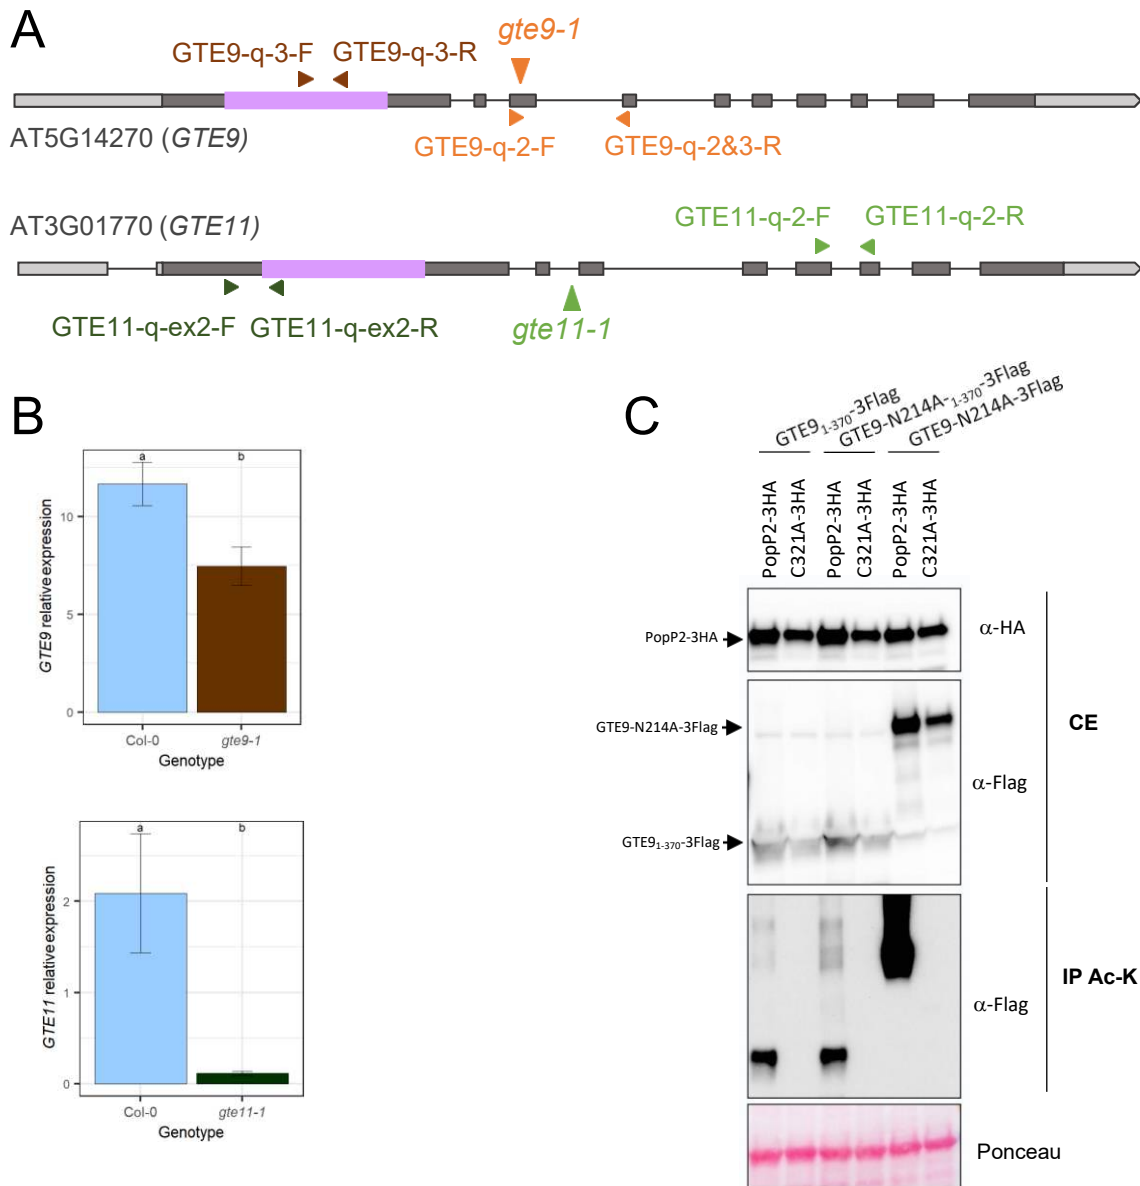 A
gte9-1
GTE9-q-3-F GTE9-q-3-R
AT5G14270 (GTE9)
GTE9-q-2-F GTE9-q-2&3-R
AT3G01770 (GTE11)
GTE11-q-2-F GTE11-q-2-R
GTE11-q-ex2-F GTE11-q-ex2-R
gte11-1
B
GTE9 relative expression
10
5
0
a b
Col-0 gte9-1
Genotype
GTE11 relative expression
2
1
0
a b
Col-0 gte11-1
Genotype
C
GTE9₁₋₃₇₀-3Flag
GTE9-N214A-₁₋₃₇₀-3Flag
GTE9-N214A-3Flag
PopP2-3HA
C321A-3HA
PopP2-3HA
C321A-3HA
PopP2-3HA
C321A-3HA
PopP2-3HA
α-HA
GTE9-N214A-3Flag
CE
α-Flag
GTE9₁₋₃₇₀-3Flag
IP Ac-K
α-Flag
Ponceau